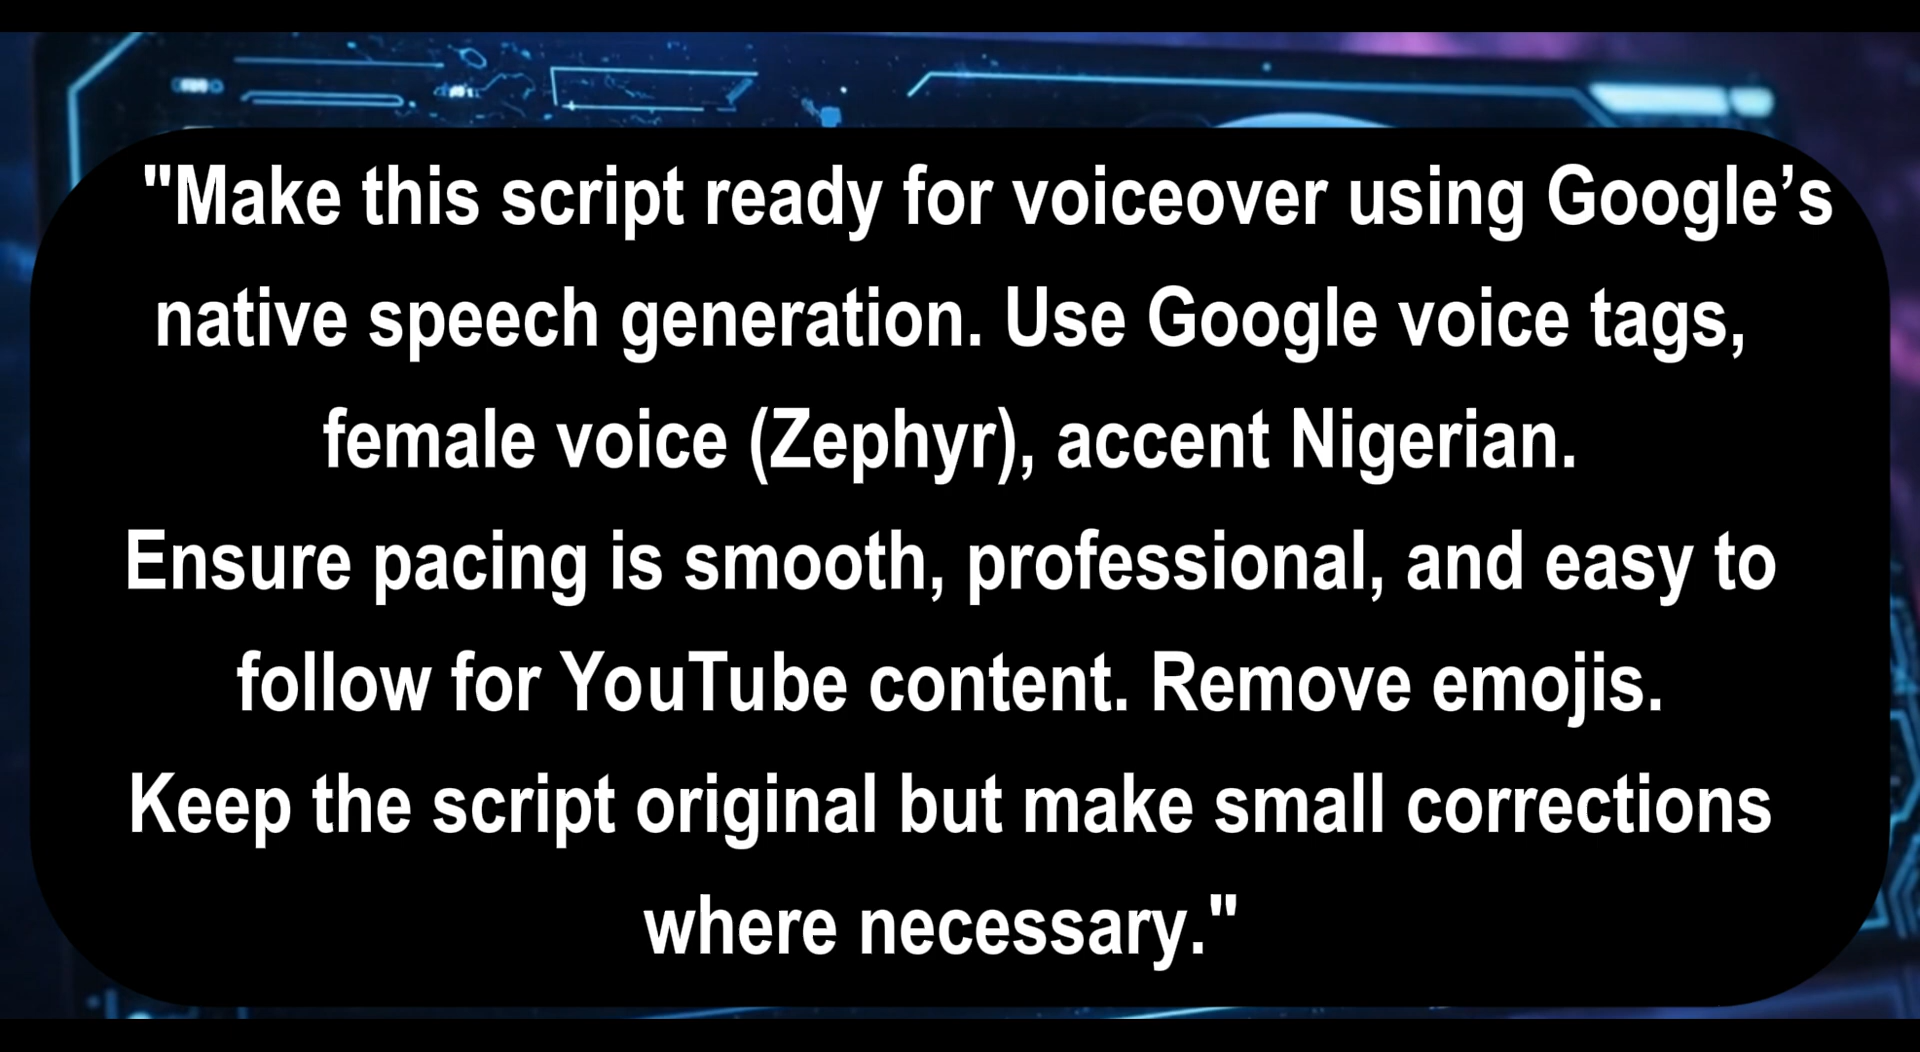 "Make this script ready for voiceover using Google’s
native speech generation. Use Google voice tags,
female voice (Zephyr), accent Nigerian.
Ensure pacing is smooth, professional, and easy to
follow for YouTube content. Remove emojis.
Keep the script original but make small corrections
where necessary."